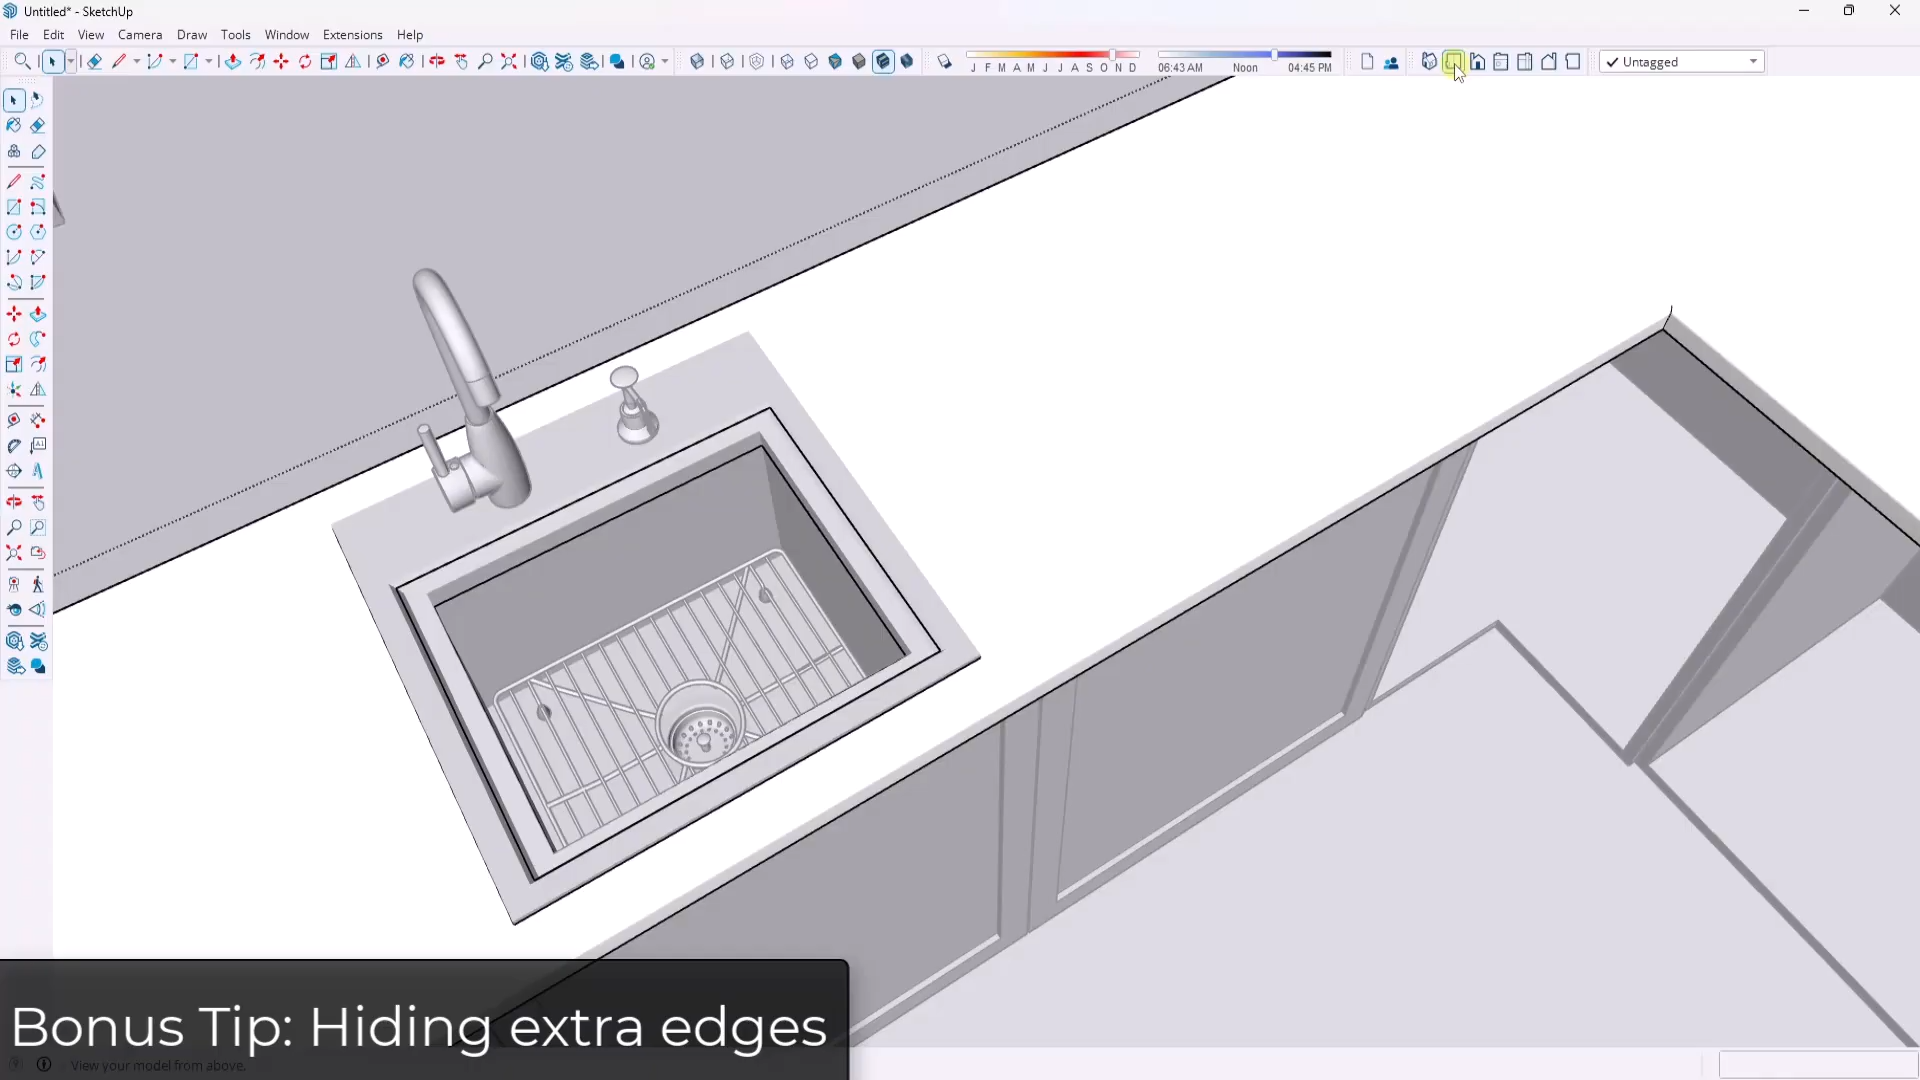 Untitled* - SketchUp
File Edit View Camera Draw Tools Window Extensions Help
J F M A M J J A S O N D 06:43 AM Noon 04:45 PM
✓ Untagged
Bonus Tip: Hiding extra edges
View your model from above.